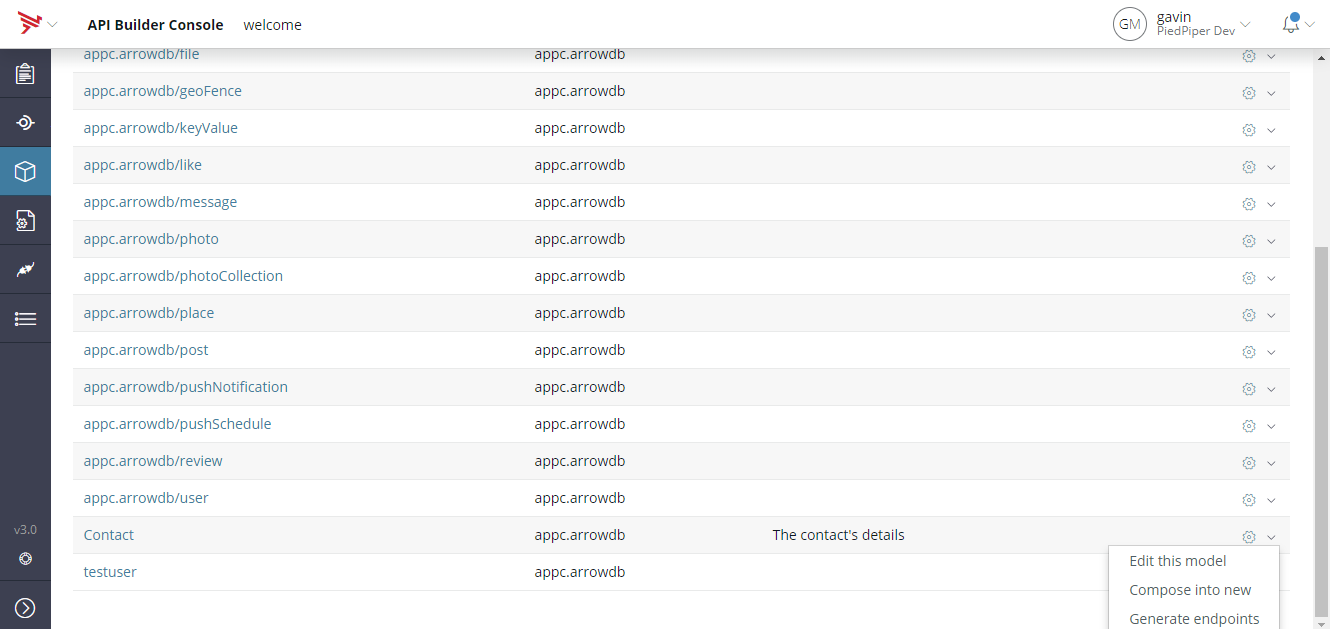 API Builder Console welcome GM gavin
PiedPiper Dev
appc.arrowdb/file appc.arrowdb
appc.arrowdb/geoFence appc.arrowdb
appc.arrowdb/keyValue appc.arrowdb
appc.arrowdb/like appc.arrowdb
appc.arrowdb/message appc.arrowdb
appc.arrowdb/photo appc.arrowdb
appc.arrowdb/photoCollection appc.arrowdb
appc.arrowdb/place appc.arrowdb
appc.arrowdb/post appc.arrowdb
appc.arrowdb/pushNotification appc.arrowdb
appc.arrowdb/pushSchedule appc.arrowdb
appc.arrowdb/review appc.arrowdb
appc.arrowdb/user appc.arrowdb
v3.0
Contact appc.arrowdb The contact's details
testuser appc.arrowdb
Edit this model
Compose into new
Generate endpoints